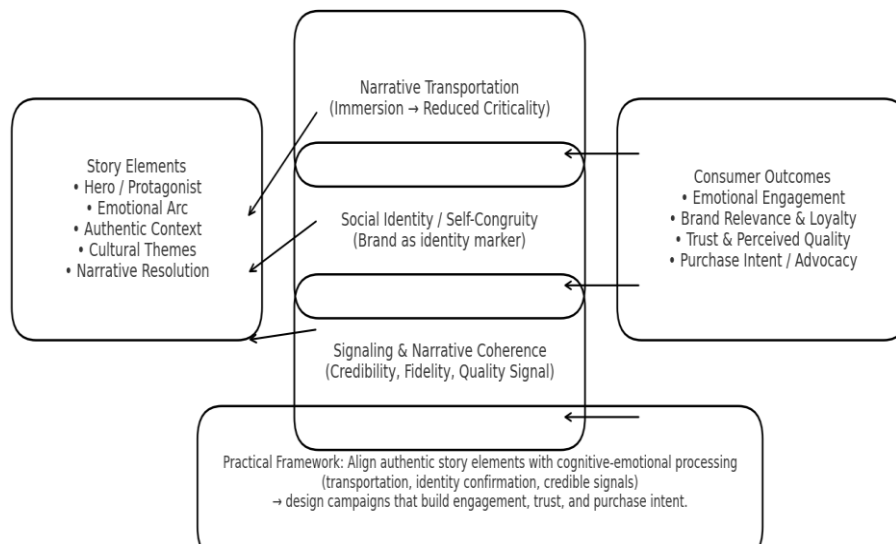 Story Elements
• Hero / Protagonist
• Emotional Arc
• Authentic Context
• Cultural Themes
• Narrative Resolution
Narrative Transportation
(Immersion → Reduced Criticality)
Social Identity / Self-Congruity
(Brand as identity marker)
Signaling & Narrative Coherence
(Credibility, Fidelity, Quality Signal)
Consumer Outcomes
• Emotional Engagement
• Brand Relevance & Loyalty
• Trust & Perceived Quality
• Purchase Intent / Advocacy
Practical Framework: Align authentic story elements with cognitive-emotional processing
(transportation, identity confirmation, credible signals)
→ design campaigns that build engagement, trust, and purchase intent.